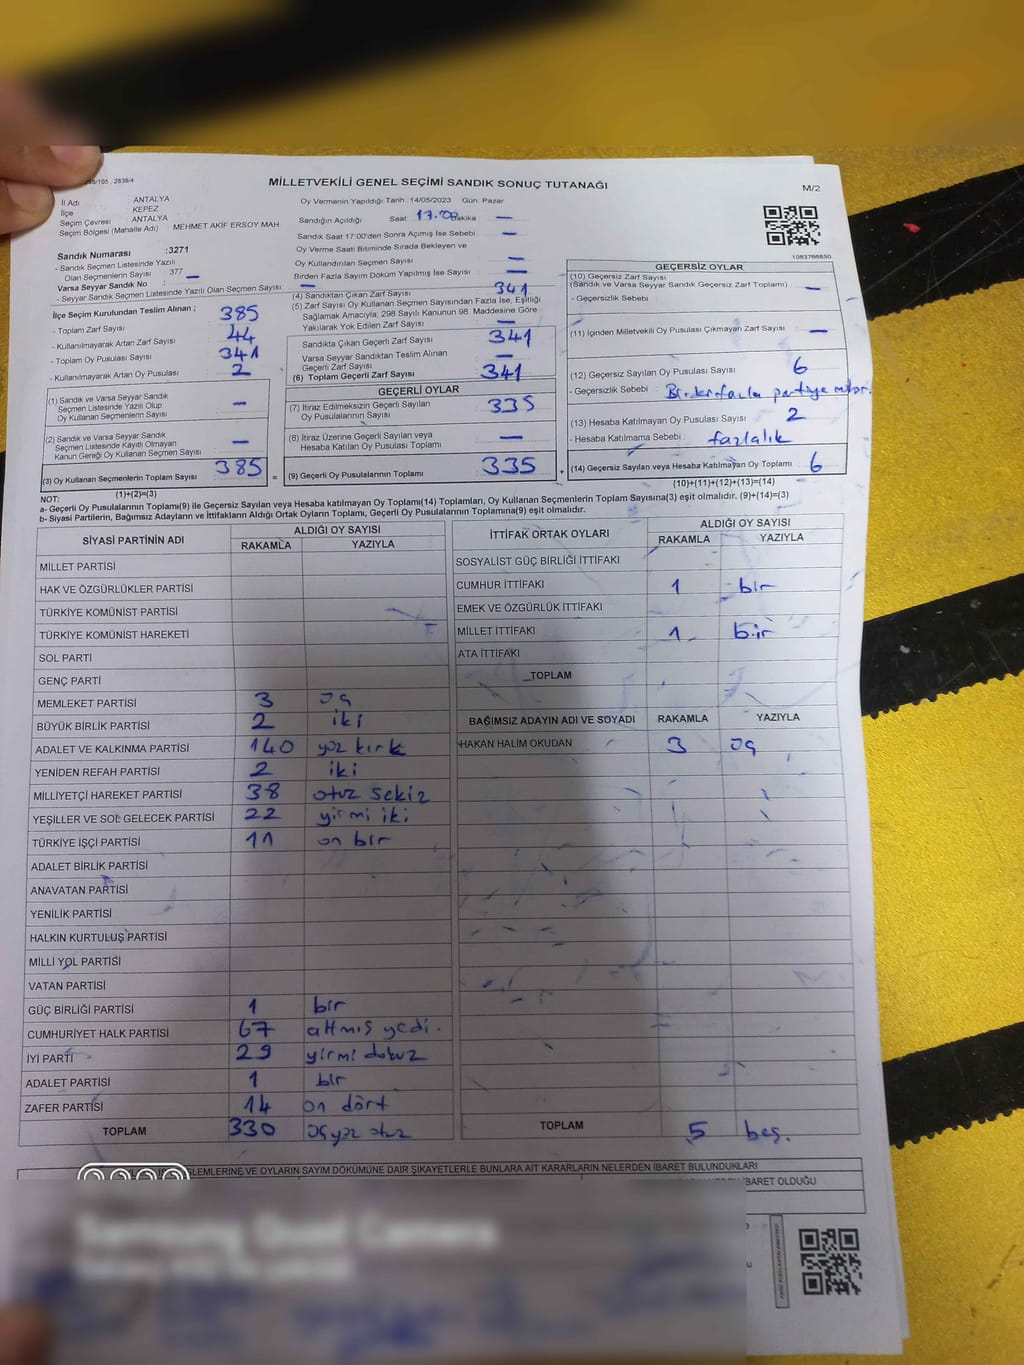 MİLLETVEKİLİ GENEL SEÇİMİ SANDIK SONUÇ TUTANAĞI
M/2
İl Adı ANTALYA
İlçe KEPEZ
Seçim Çevresi ANTALYA
Seçim Bölgesi (Mahalle Adı) MEHMET AKİF ERSOY MAH
Sandık Numarası :3271
- Sandık Seçmen Listesinde Yazılı
Olan Seçmenlerin Sayısı 377 —
Varsa Seyyar Sandık No :
- Seyyar Sandık Seçmen Listesinde Yazılı Olan Seçmen Sayısı —
Oy Vermenin Yapıldığı Tarih :14/05/2023 Gün: Pazar
Sandığın Açıldığı Saat: 17.00 Dakika —
Sandık Saat 17:00'den Sonra Açılmış İse Sebebi : —
Oy Verme Saati Bitiminde Sırada Bekleyen ve
Oy Kullandırılan Seçmen Sayısı —
Birden Fazla Sayım Döküm Yapılmış İse Sayısı —
İlçe Seçim Kurulundan Teslim Alınan ;
- Toplam Zarf Sayısı 385
- Kullanılmayarak Artan Zarf Sayısı 44
- Toplam Oy Pusulası Sayısı 341
- Kullanılmayarak Artan Oy Pusulası 2
(1) Sandık ve Varsa Seyyar Sandık
Seçmen Listesinde Yazılı Olup
Oy Kullanan Seçmenlerin Sayısı —
(2) Sandık ve Varsa Seyyar Sandık
Seçmen Listesinde Kayıtlı Olmayan
Kanun Gereği Oy Kullanan Seçmen Sayısı —
(3) Oy Kullanan Seçmenlerin Toplam Sayısı 385
(1)+(2)=(3)
(4) Sandıktan Çıkan Zarf Sayısı 341
(5) Zarf Sayısı Oy Kullanan Seçmen Sayısından Fazla İse, Eşitliği
Sağlamak Amacıyla, 298 Sayılı Kanunun 98. Maddesine Göre
Yakılarak Yok Edilen Zarf Sayısı —
Sandıkta Çıkan Geçerli Zarf Sayısı 341
Varsa Seyyar Sandıktan Teslim Alınan
Geçerli Zarf Sayısı —
(6) Toplam Geçerli Zarf Sayısı 341
GEÇERLİ OYLAR
(7) İtiraz Edilmeksizin Geçerli Sayılan
Oy Pusulalarının Sayısı 335
(8) İtiraz Üzerine Geçerli Sayılan veya
Hesaba Katılan Oy Pusulalarının Sayısı —
(9) Geçerli Oy Pusulalarının Toplamı 335
GEÇERSİZ OYLAR
1083766850
(10) Geçersiz Zarf Sayısı
(Sandık ve Varsa Seyyar Sandık Geçersiz Zarf Toplamı) —
- Geçersizlik Sebebi :
(11) İçinden Milletvekili Oy Pusulası Çıkmayan Zarf Sayısı —
(12) Geçersiz Sayılan Oy Pusulası Sayısı 6
- Geçersizlik Sebebi : Birden fazla partiye
(13) Hesaba Katılmayan Oy Pusulası Sayısı 2
- Hesaba Katılmama Sebebi : fazlalık
(14) Geçersiz Sayılan veya Hesaba Katılmayan Oy Toplamı 6
(10)+(11)+(12)+(13)=(14)
NOT:
a- Geçerli Oy Pusulalarının Toplamı(9) ile Geçersiz Sayılan veya Hesaba katılmayan Oy Toplamı(14) Toplamları, Oy Kullanan Seçmenlerin Toplam Sayısına(3) eşit olmalıdır. (9)+(14)=(3)
b- Siyasi Partilerin, Bağımsız Adayların ve İttifakların Aldığı Ortak Oyların Toplamı, Geçerli Oy Pusulalarının Toplamına(9) eşit olmalıdır.
SİYASİ PARTİNİN ADI ALDIĞI OY SAYISI
RAKAMLA YAZIYLA
MİLLET PARTİSİ
HAK VE ÖZGÜRLÜKLER PARTİSİ
TÜRKİYE KOMÜNİST PARTİSİ
TÜRKİYE KOMÜNİST HAREKETİ
SOL PARTİ
GENÇ PARTİ
MEMLEKET PARTİSİ 3 üç
BÜYÜK BİRLİK PARTİSİ 2 iki
ADALET VE KALKINMA PARTİSİ 140 yüz kırk
YENİDEN REFAH PARTİSİ 2 iki
MİLLİYETÇİ HAREKET PARTİSİ 38 otuz sekiz
YEŞİLLER VE SOL GELECEK PARTİSİ 22 yirmi iki
TÜRKİYE İŞÇİ PARTİSİ 11 on bir
ADALET BİRLİK PARTİSİ
ANAVATAN PARTİSİ
YENİLİK PARTİSİ
HALKIN KURTULUŞ PARTİSİ
MİLLİ YOL PARTİSİ
VATAN PARTİSİ
GÜÇ BİRLİĞİ PARTİSİ 1 bir
CUMHURİYET HALK PARTİSİ 67 altmış yedi.
İYİ PARTİ 29 yirmi dokuz
ADALET PARTİSİ 1 bir
ZAFER PARTİSİ 14 on dört
TOPLAM 330 üçyüz otuz
İTTİFAK ORTAK OYLARI ALDIĞI OY SAYISI
RAKAMLA YAZIYLA
SOSYALİST GÜÇ BİRLİĞİ İTTİFAKI
CUMHUR İTTİFAKI 1 bir
EMEK VE ÖZGÜRLÜK İTTİFAKI
MİLLET İTTİFAKI 1 bir
ATA İTTİFAKI
TOPLAM
BAĞIMSIZ ADAYIN ADI VE SOYADI RAKAMLA YAZIYLA
HAKAN HALİM OKUDAN 3 üç
TOPLAM 5 beş.
İŞLEMLERİNE VE OYLARIN SAYIM DÖKÜMÜNE DAİR ŞİKAYETLERLE BUNLARA AİT KARARLARIN NELERDEN İBARET BULUNDUKLARI
İBARET OLDUĞU